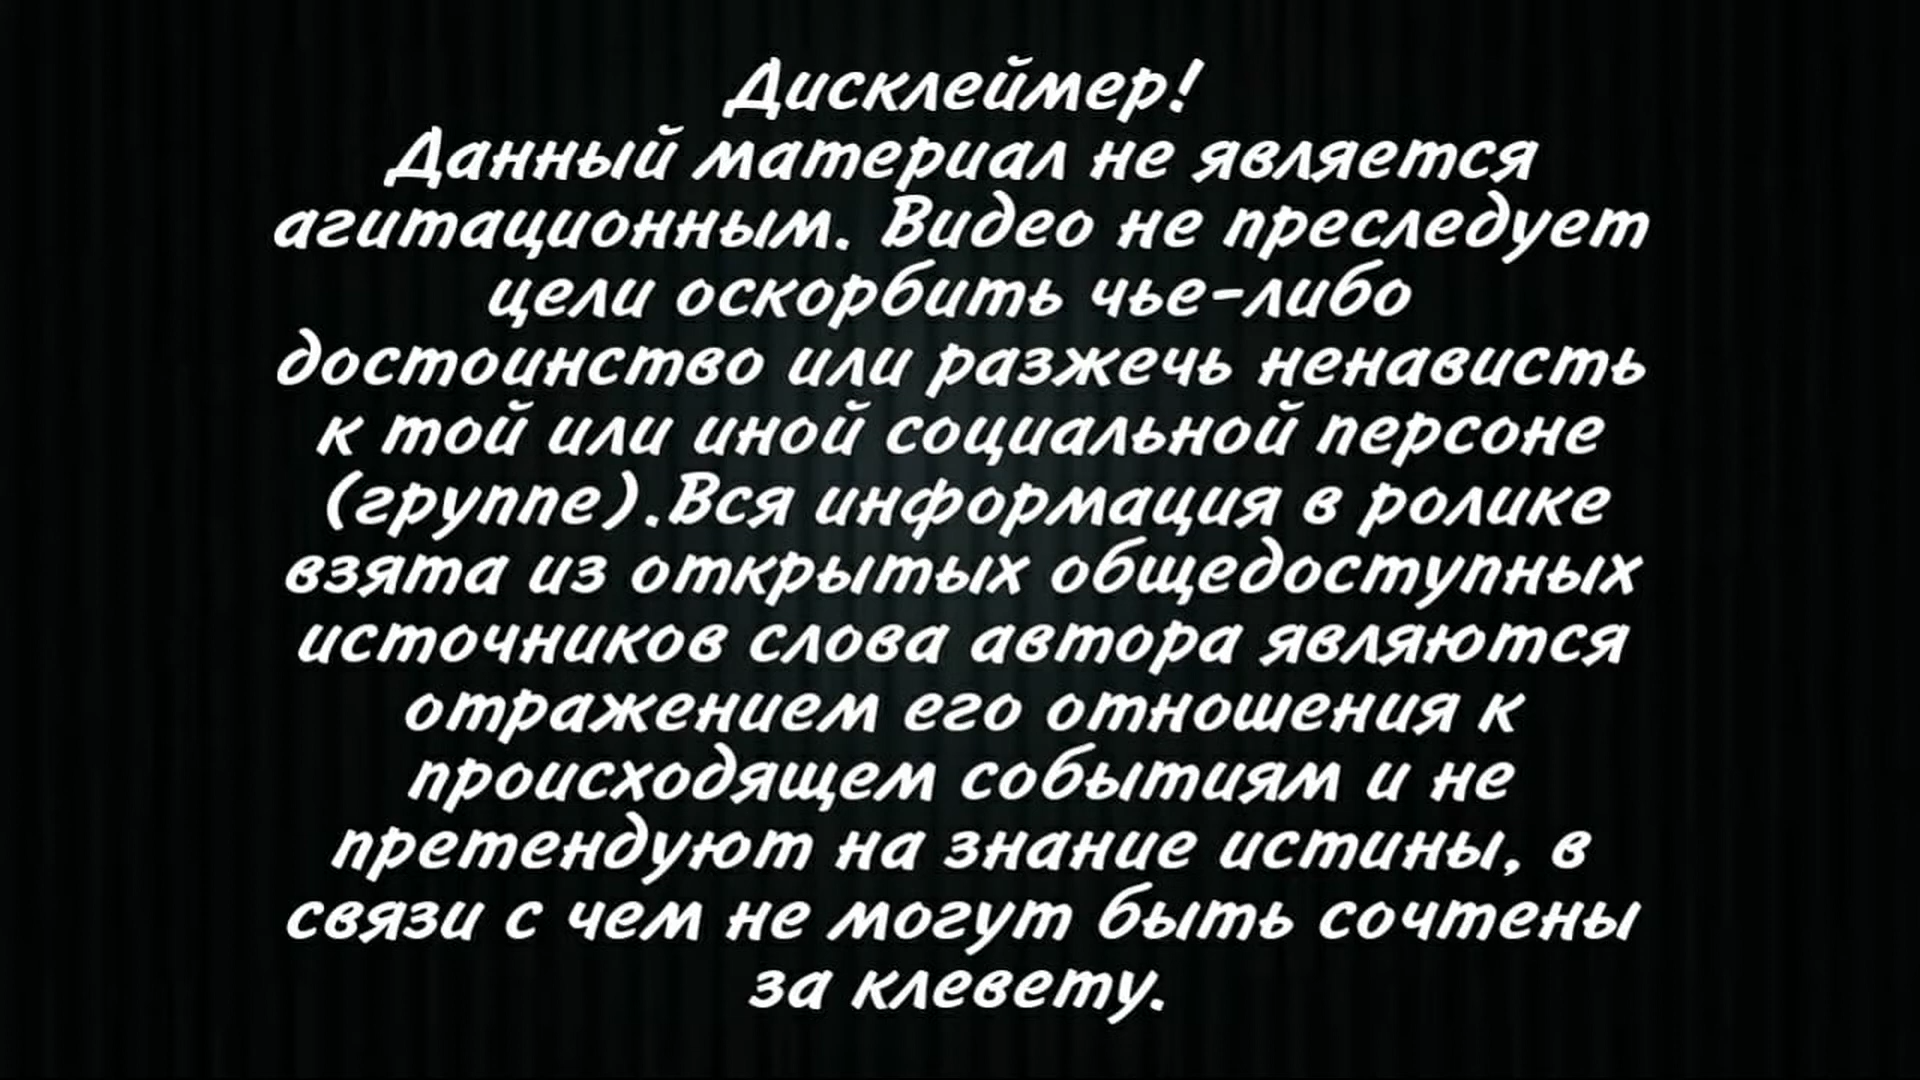 Дисклеймер!
Данный материал не является
агитационным. Видео не преследует
цели оскорбить чье-либо
достоинство или разжечь ненависть
к той или иной социальной персоне
(группе).Вся информация в ролике
взята из открытых общедоступных
источников слова автора являются
отражением его отношения к
происходящем событиям и не
претендуют на знание истины, в
связи с чем не могут быть сочтены
за клевету.